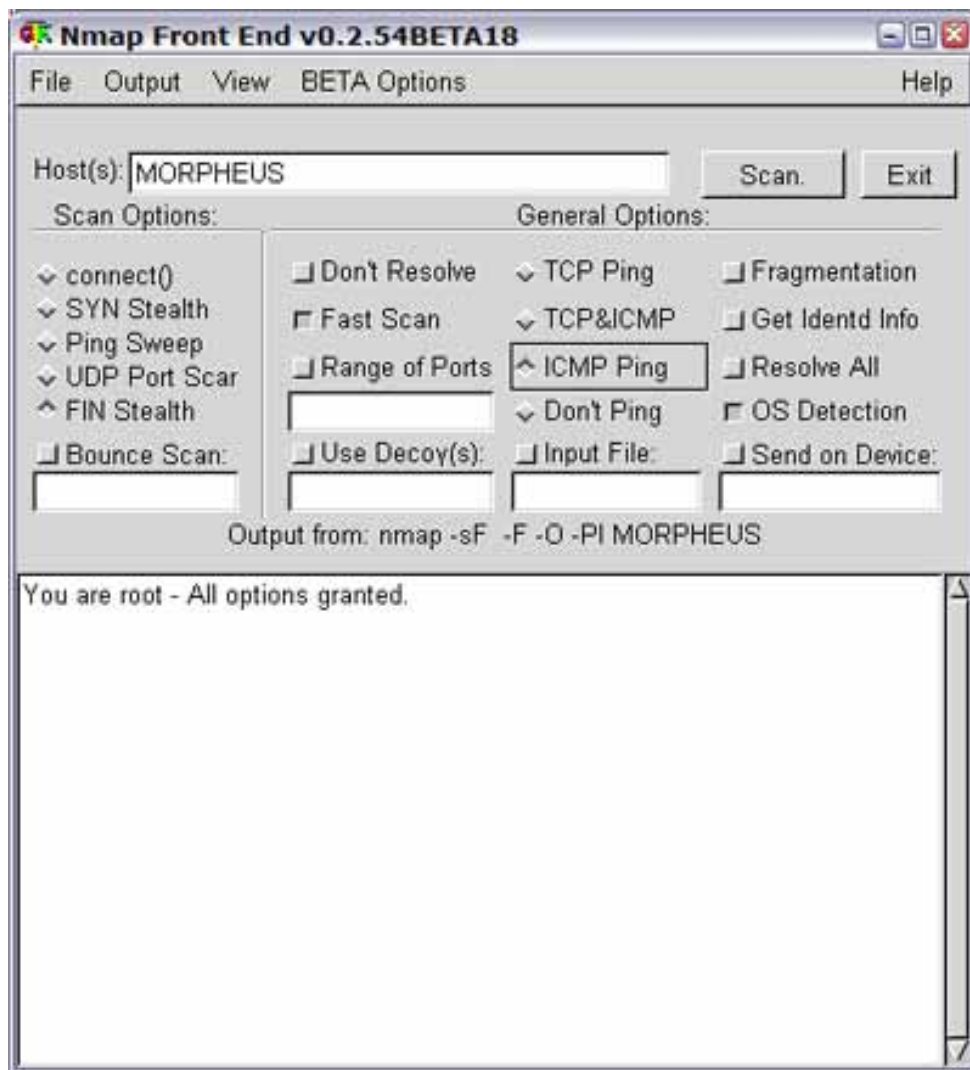 Nmap Front End v0.2.54BETA18
File Output View BETA Options Help
Host(s): MORPHEUS Scan. Exit
Scan Options: General Options:
connect() Don't Resolve TCP Ping Fragmentation
SYN Stealth Fast Scan TCP&ICMP Get Identd Info
Ping Sweep Range of Ports ICMP Ping Resolve All
UDP Port Scar
FIN Stealth Don't Ping OS Detection
Bounce Scan: Use Decoy(s): Input File: Send on Device:
Output from: nmap -sF -F -O -PI MORPHEUS
You are root - All options granted.